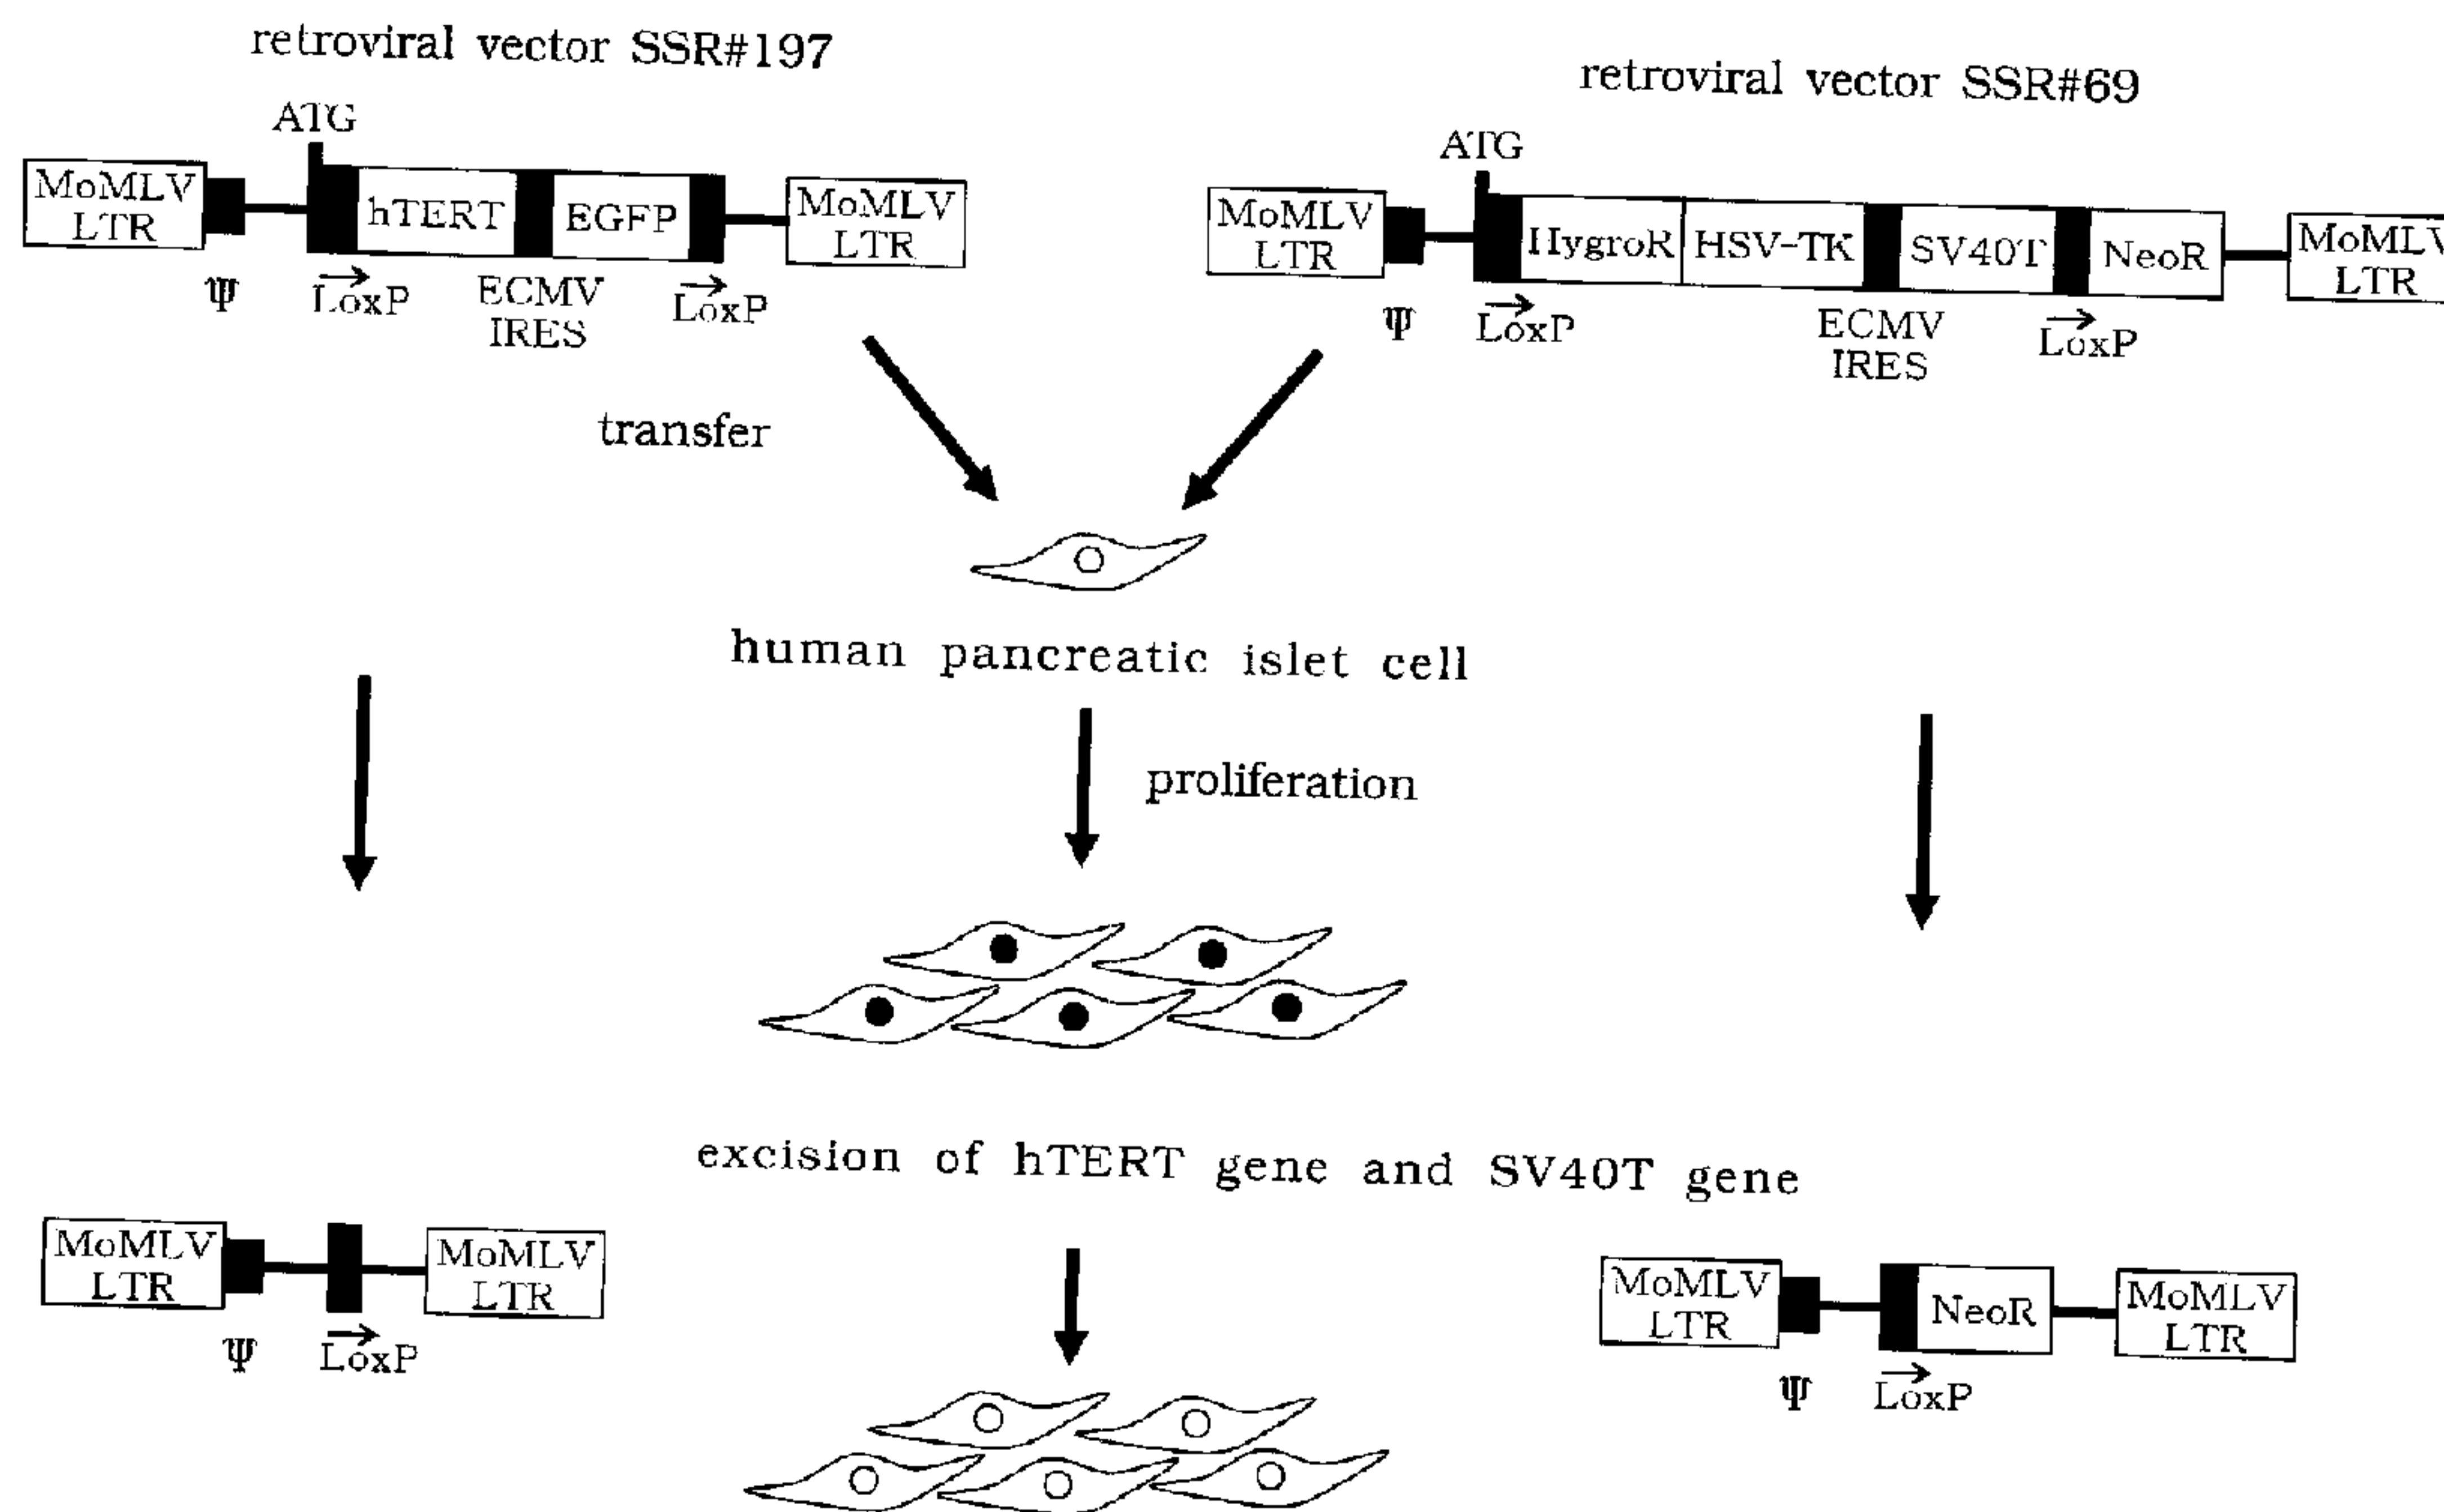 retroviral vector SSR#197
retroviral vector SSR#69
ATG
MoMLV
LTR
hTERT
EGFP
MoMLV
LTR
Ψ
LoxP
ECMV
IRES
LoxP
ATG
MoMLV
LTR
HygroR
HSV-TK
SV40T
NeoR
MoMLV
LTR
Ψ
LoxP
ECMV
IRES
LoxP
transfer
human pancreatic islet cell
proliferation
excision of hTERT gene and SV40T gene
MoMLV
LTR
MoMLV
LTR
Ψ
LoxP
MoMLV
LTR
NeoR
MoMLV
LTR
Ψ
LoxP